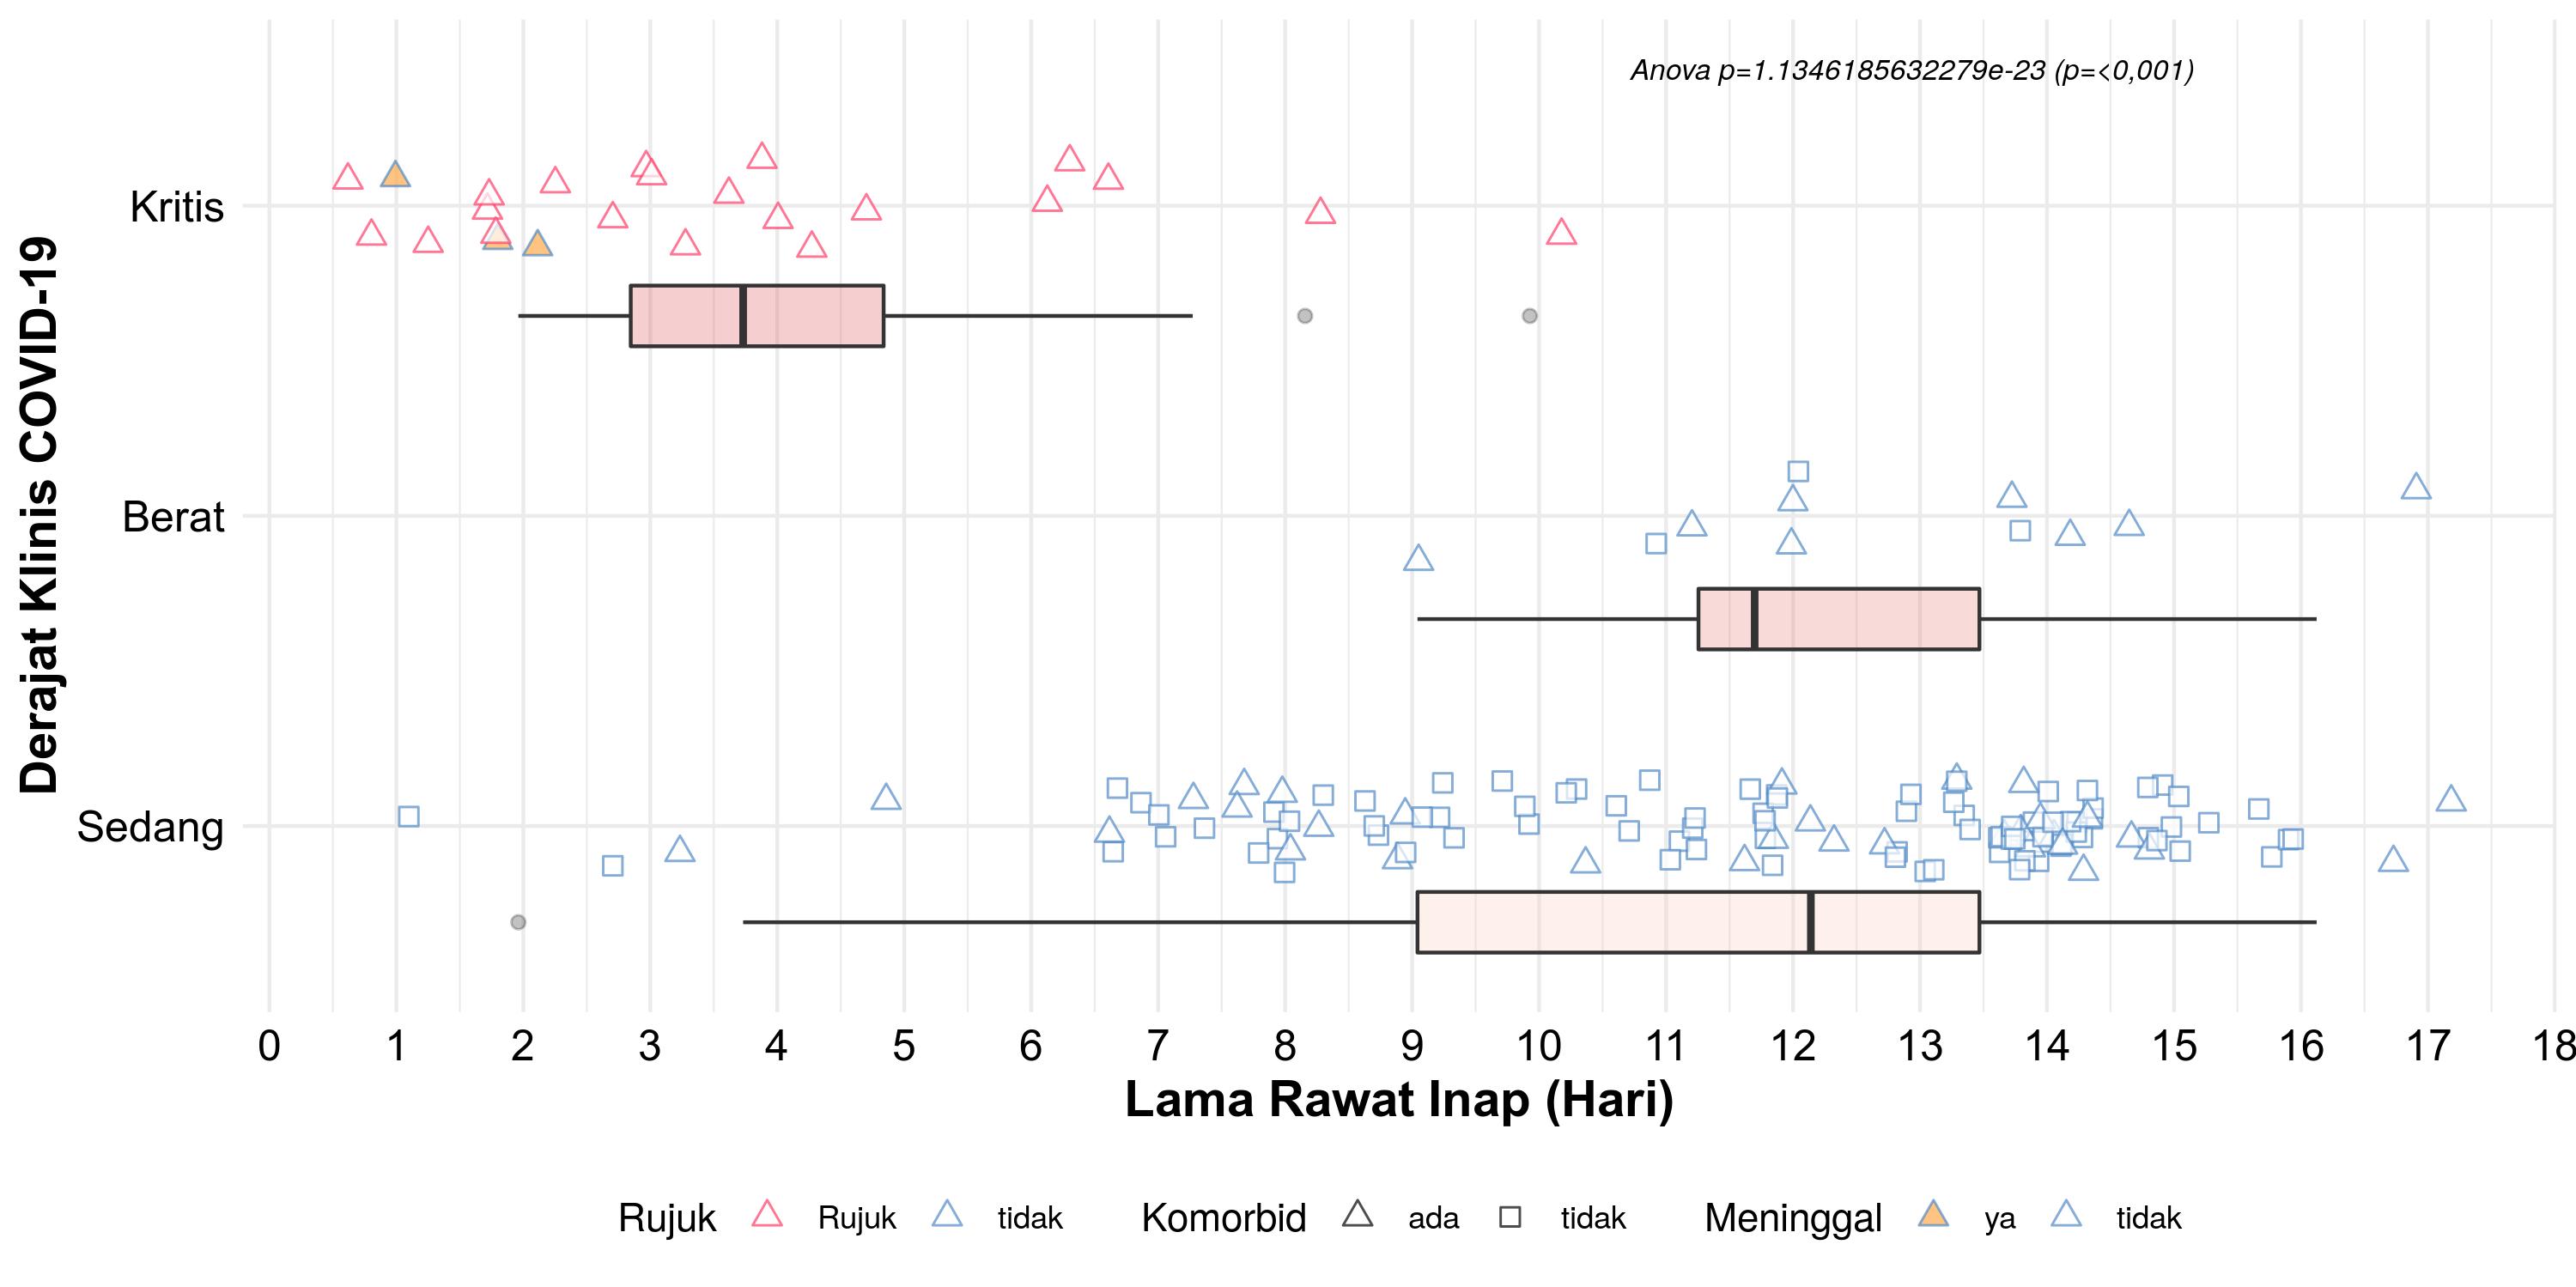 Anova p=1.1346185632279e-23 (p=<0,001)
Derajat Klinis COVID-19
Kritis
Berat
Sedang
0 1 2 3 4 5 6 7 8 9 10 11 12 13 14 15 16 17 18
Lama Rawat Inap (Hari)
Rujuk Rujuk tidak Komorbid ada tidak Meninggal ya tidak